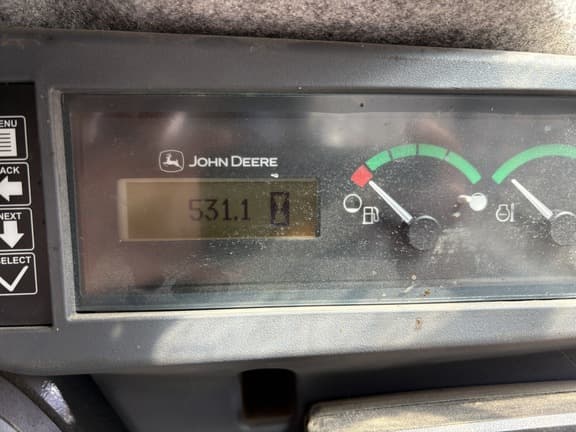 MENU
BACK
NEXT
SELECT
JOHN DEERE
531.1